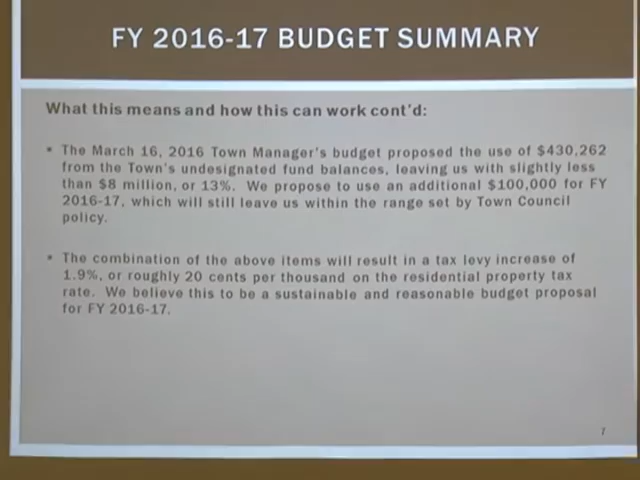 FY 2016-17 BUDGET SUMMARY
What this means and how this can work cont'd:
▪ The March 16, 2016 Town Manager's budget proposed the use of $430,262
from the Town's undesignated fund balances, leaving us with slightly less
than $8 million, or 13%. We propose to use an additional $100,000 for FY
2016-17, which will still leave us within the range set by Town Council
policy.
▪ The combination of the above items will result in a tax levy increase of
1.9%, or roughly 20 cents per thousand on the residential property tax
rate. We believe this to be a sustainable and reasonable budget proposal
for FY 2016-17.
7